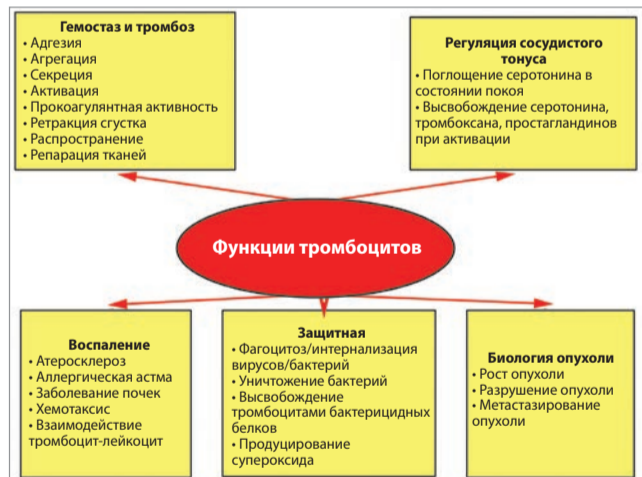 Гемостаз и тромбоз
• Адгезия
• Агрегация
• Секреция
• Активация
• Прокоагулянтная активность
• Ретракция сгустка
• Распространение
• Репарация тканей
Регуляция сосудистого
тонуса
• Поглощение серотонина в
состоянии покоя
• Высвобождение серотонина,
тромбоксана, простагландинов
при активации
Функции тромбоцитов
Воспаление
• Атеросклероз
• Аллергическая астма
• Заболевание почек
• Хемотаксис
• Взаимодействие
тромбоцит-лейкоцит
Защитная
• Фагоцитоз/интернализация
вирусов/бактерий
• Уничтожение бактерий
• Высвобождение
тромбоцитами бактерицидных
белков
• Продуцирование
супероксида
Биология опухоли
• Рост опухоли
• Разрушение опухоли
• Метастазирование
опухоли